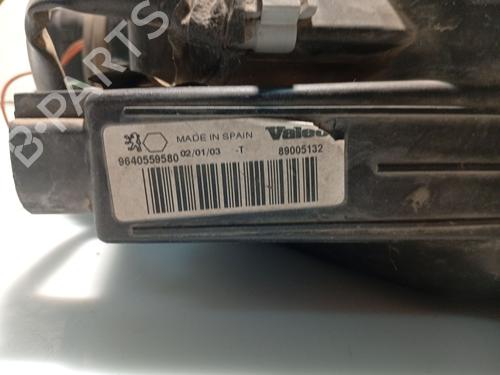 B-PARTS
MADE IN SPAIN
Valeo
9640559580 02/01/03 -T 89005132